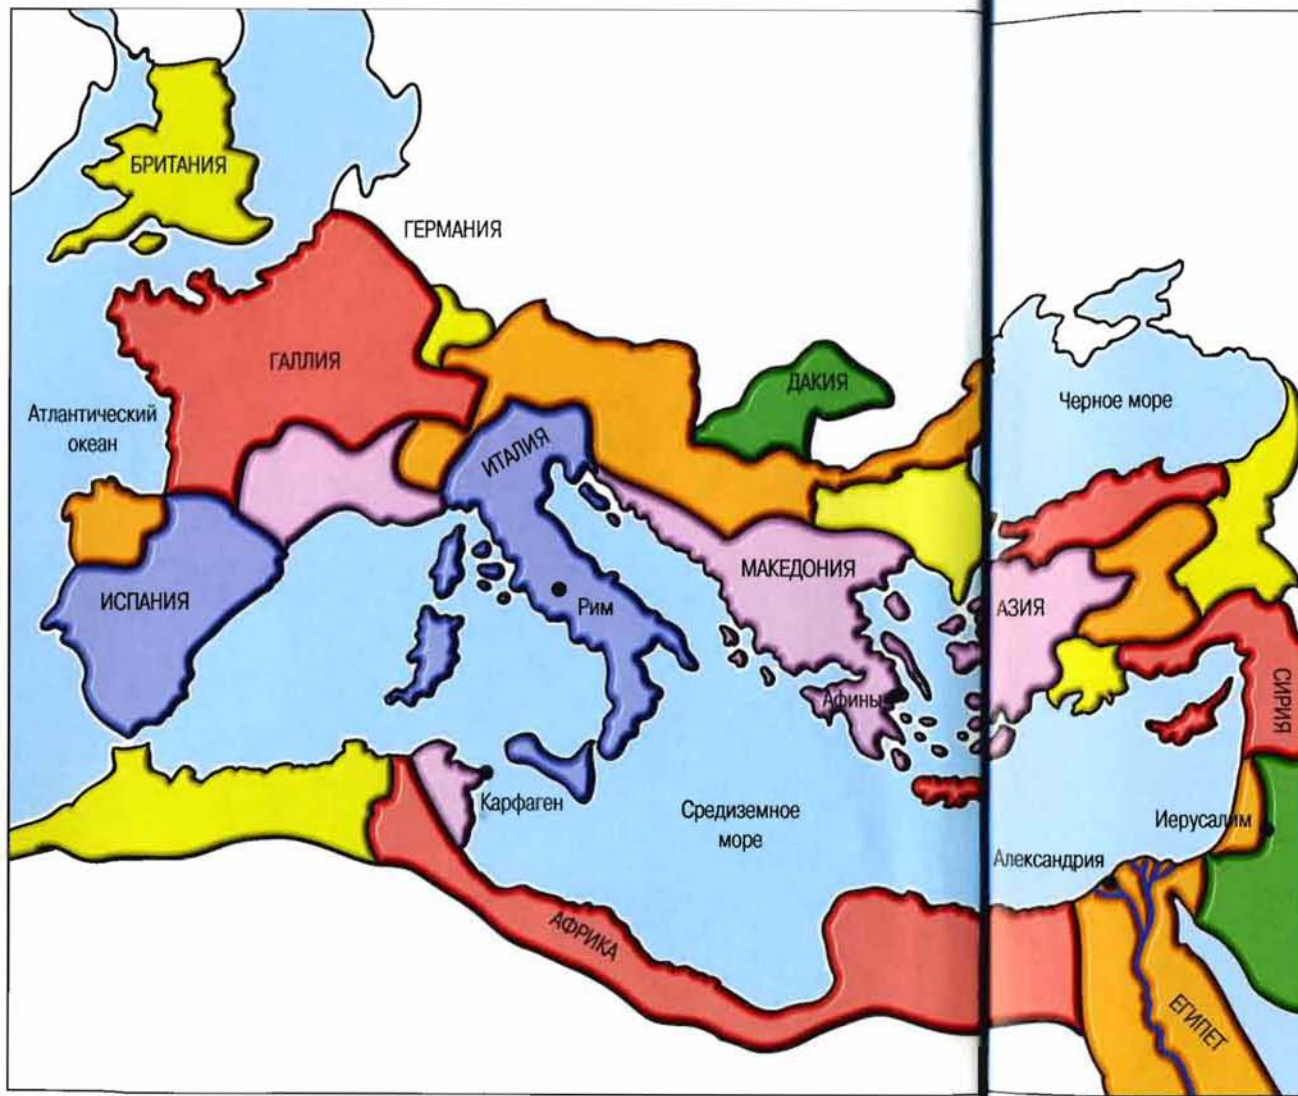 БРИТАНИЯ
ГЕРМАНИЯ
ГАЛЛИЯ
ДАКИЯ
Черное море
Атлантический
океан
ИТАЛИЯ
МАКЕДОНИЯ
ИСПАНИЯ
Рим
АЗИЯ
Афины
СИРИЯ
Карфаген
Средиземное
море
Иерусалим
Александрия
АФРИКА
ЕГИПЕТ